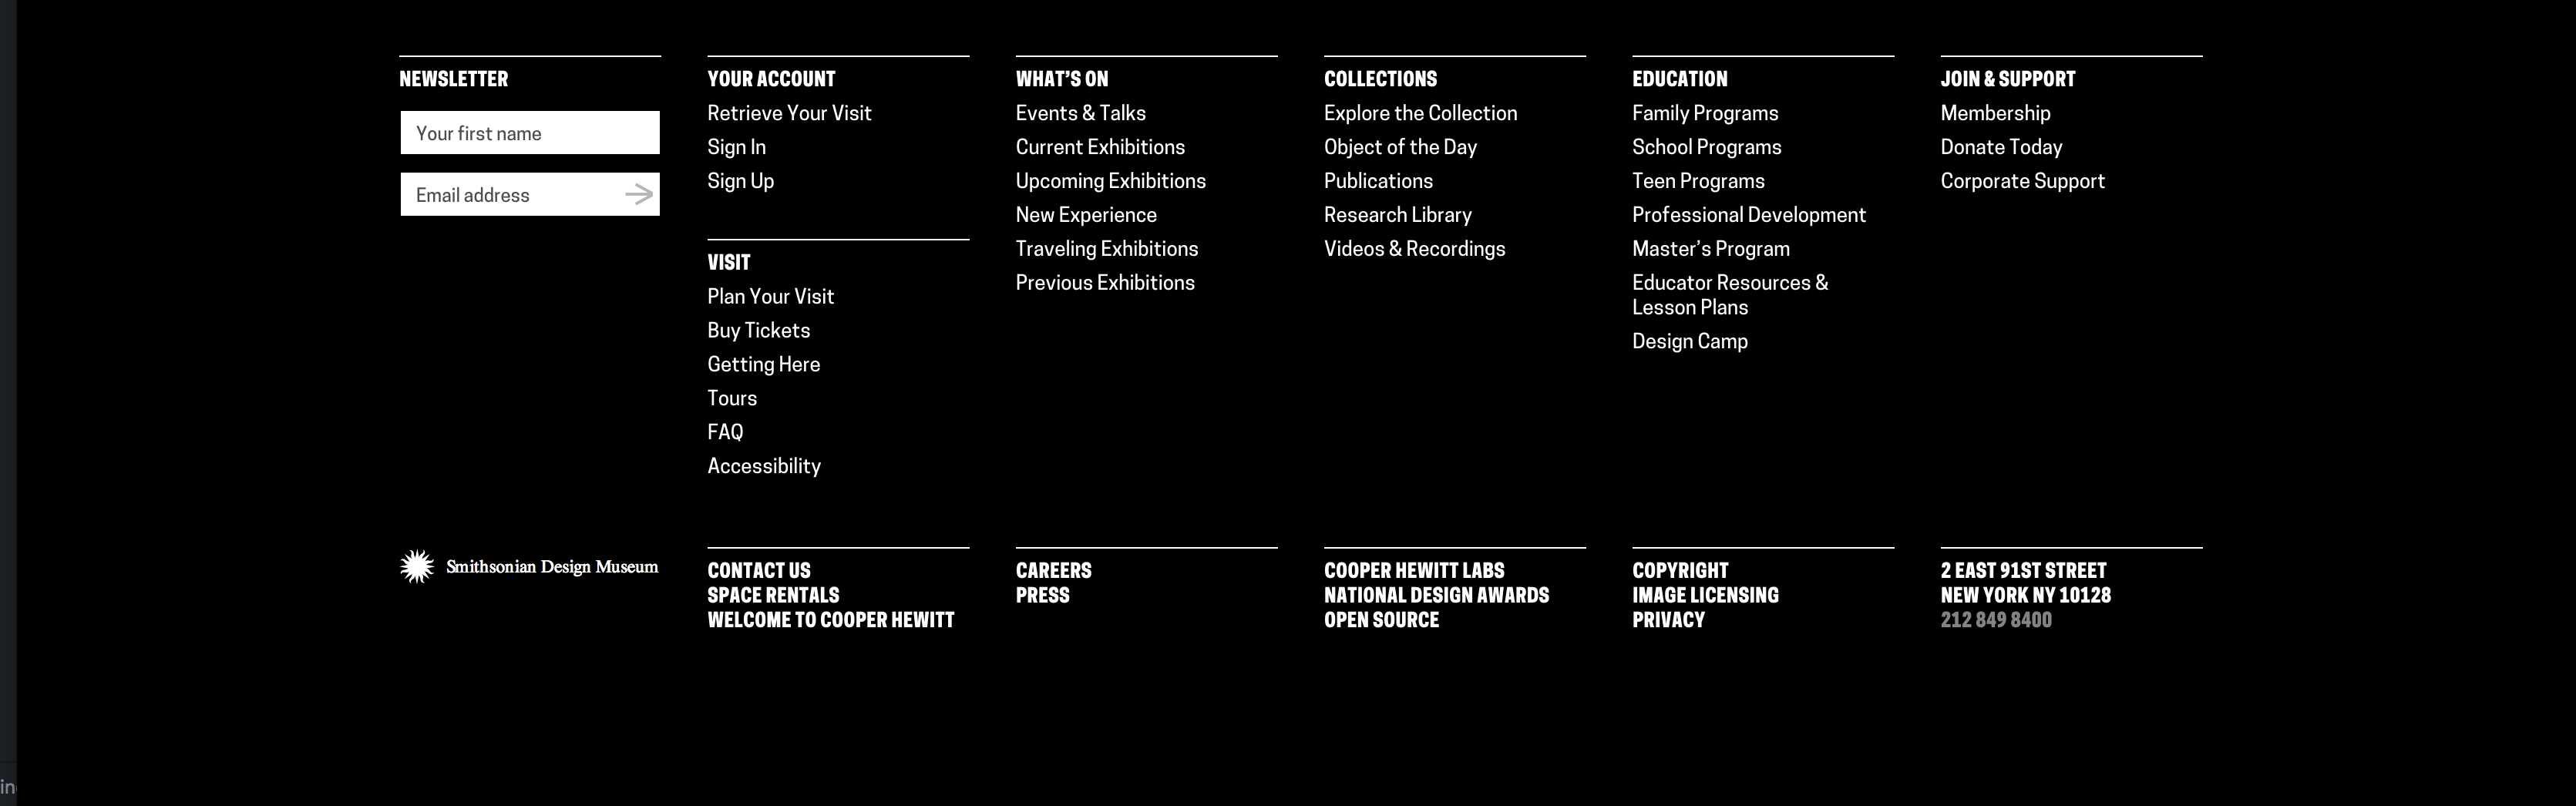 NEWSLETTER
Your first name
Email address
YOUR ACCOUNT
Retrieve Your Visit
Sign In
Sign Up
VISIT
Plan Your Visit
Buy Tickets
Getting Here
Tours
FAQ
Accessibility
WHAT’S ON
Events & Talks
Current Exhibitions
Upcoming Exhibitions
New Experience
Traveling Exhibitions
Previous Exhibitions
COLLECTIONS
Explore the Collection
Object of the Day
Publications
Research Library
Videos & Recordings
EDUCATION
Family Programs
School Programs
Teen Programs
Professional Development
Master’s Program
Educator Resources &
Lesson Plans
Design Camp
JOIN & SUPPORT
Membership
Donate Today
Corporate Support
Smithsonian Design Museum
CONTACT US
SPACE RENTALS
WELCOME TO COOPER HEWITT
CAREERS
PRESS
COOPER HEWITT LABS
NATIONAL DESIGN AWARDS
OPEN SOURCE
COPYRIGHT
IMAGE LICENSING
PRIVACY
2 EAST 91ST STREET
NEW YORK NY 10128
212 849 8400